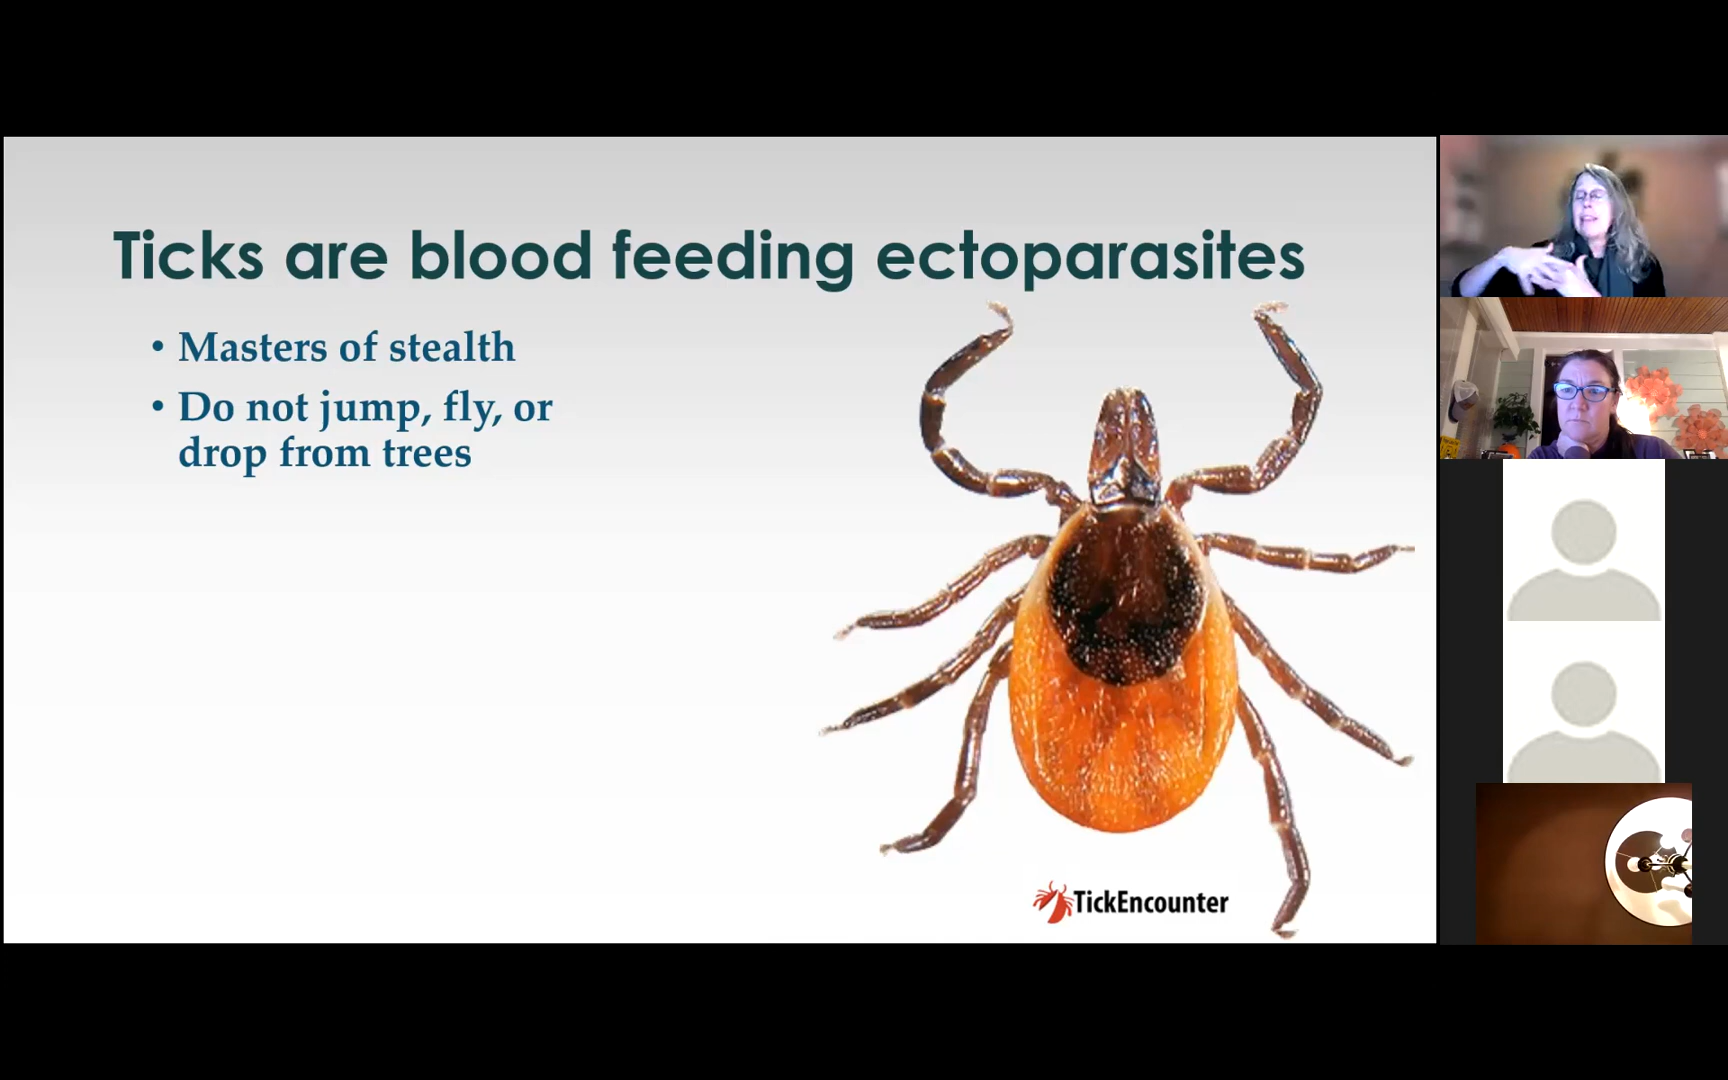 Ticks are blood feeding ectoparasites
• Masters of stealth
• Do not jump, fly, or
drop from trees
TickEncounter